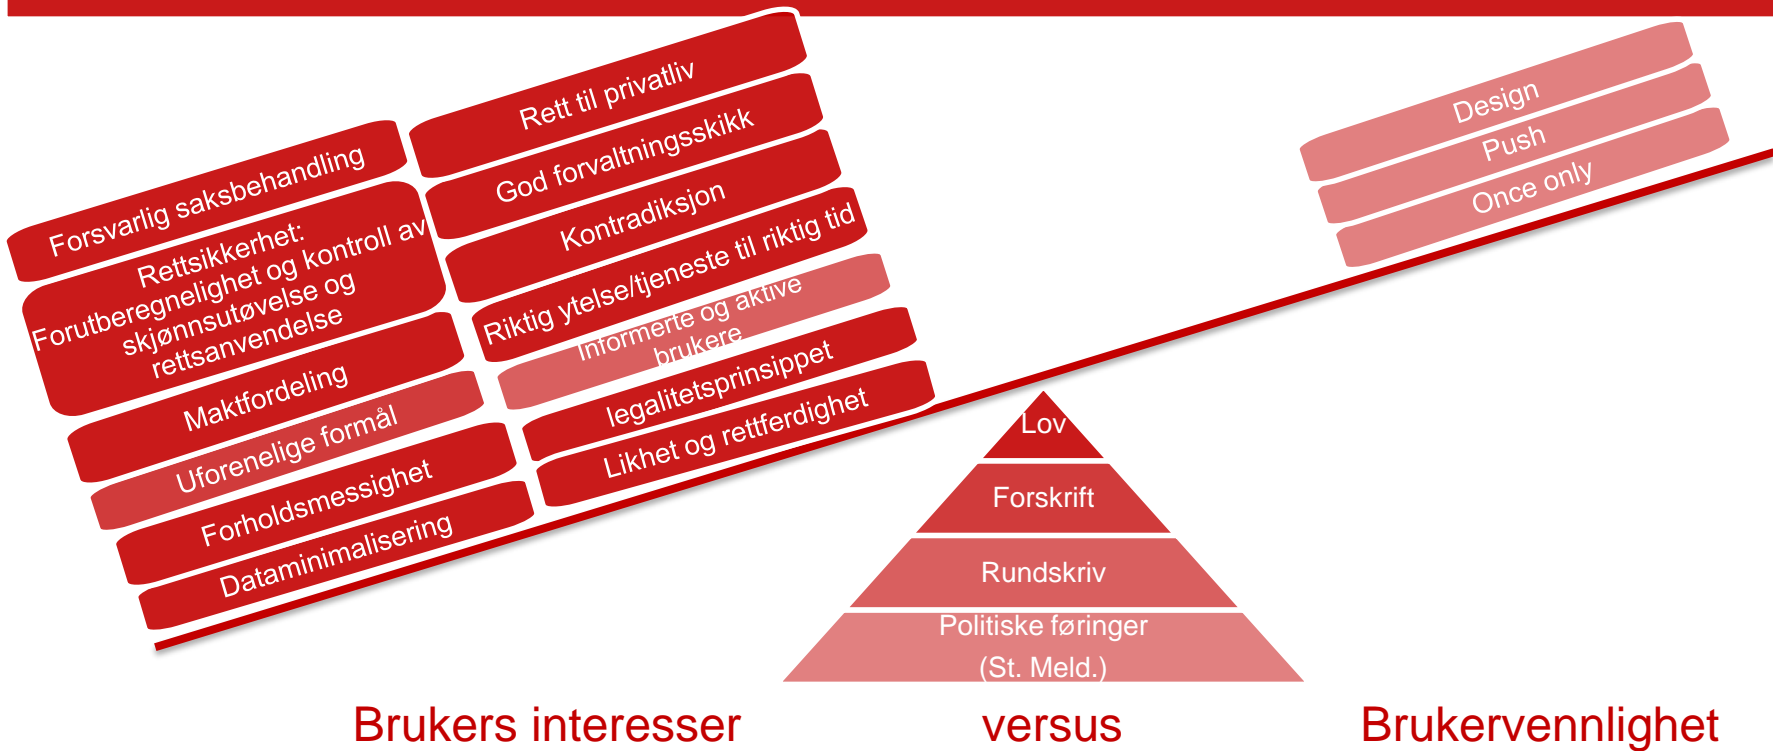 Forsvarlig saksbehandling
Rettsikkerhet:
Forutberegnelighet og kontroll av
skjønnsutøvelse og
rettsanvendelse
Maktfordeling
Uforenelige formål
Forholdsmessighet
Dataminimalisering
Rett til privatliv
God forvaltningsskikk
Kontradiksjon
Riktig ytelse/tjeneste til riktig tid
Informerte og aktive
brukere
legalitetsprinsippet
Likhet og rettferdighet
Design
Push
Once only
Lov
Forskrift
Rundskriv
Politiske føringer
(St. Meld.)
Brukers interesser
versus
Brukervennlighet